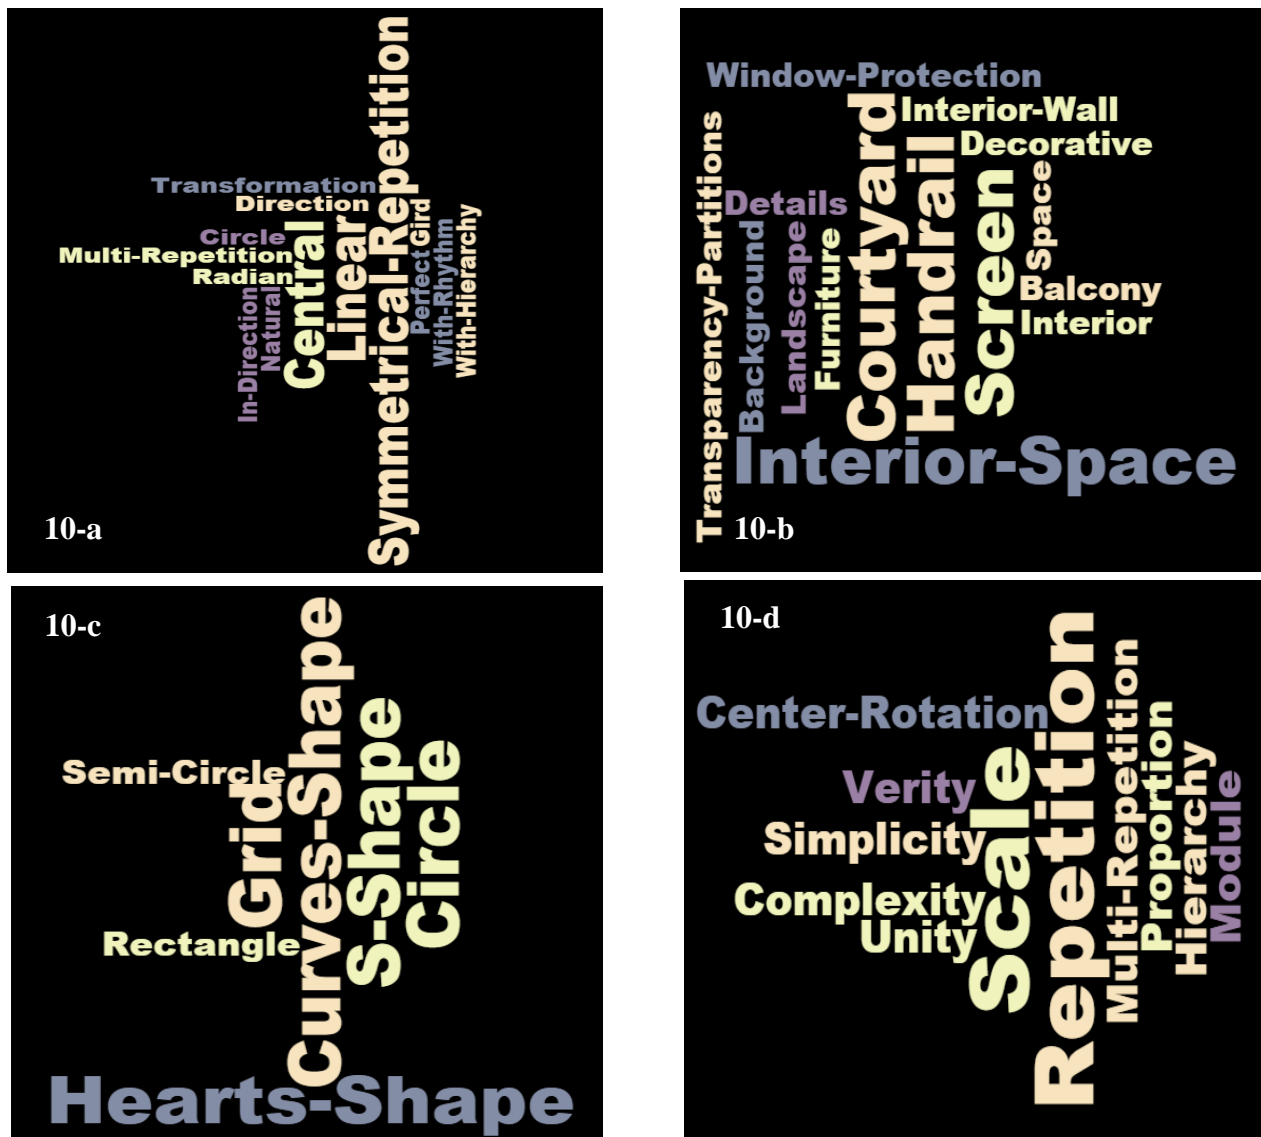 Symmetrical-Repetition
Transformation
Direction
Circle
Multi-Repetition
Radian
In-Direction
Natural
Central
Linear
Perfect Gird
With-Rhythm
With-Hierarchy
10-a
Window-Protection
Interior-Wall
Decorative
Transparency-Partitions
Details
Background
Landscape
Furniture
Courtyard
Handrail
Screen
Space
Balcony
Interior
Interior-Space
10-b
10-c
Semi-Circle
Grid
Rectangle
Curves-Shape
S-Shape
Circle
Hearts-Shape
10-d
Center-Rotation
Verity
Simplicity
Complexity
Unity
Scale
Repetition
Multi-Repetition
Proportion
Hierarchy
Module